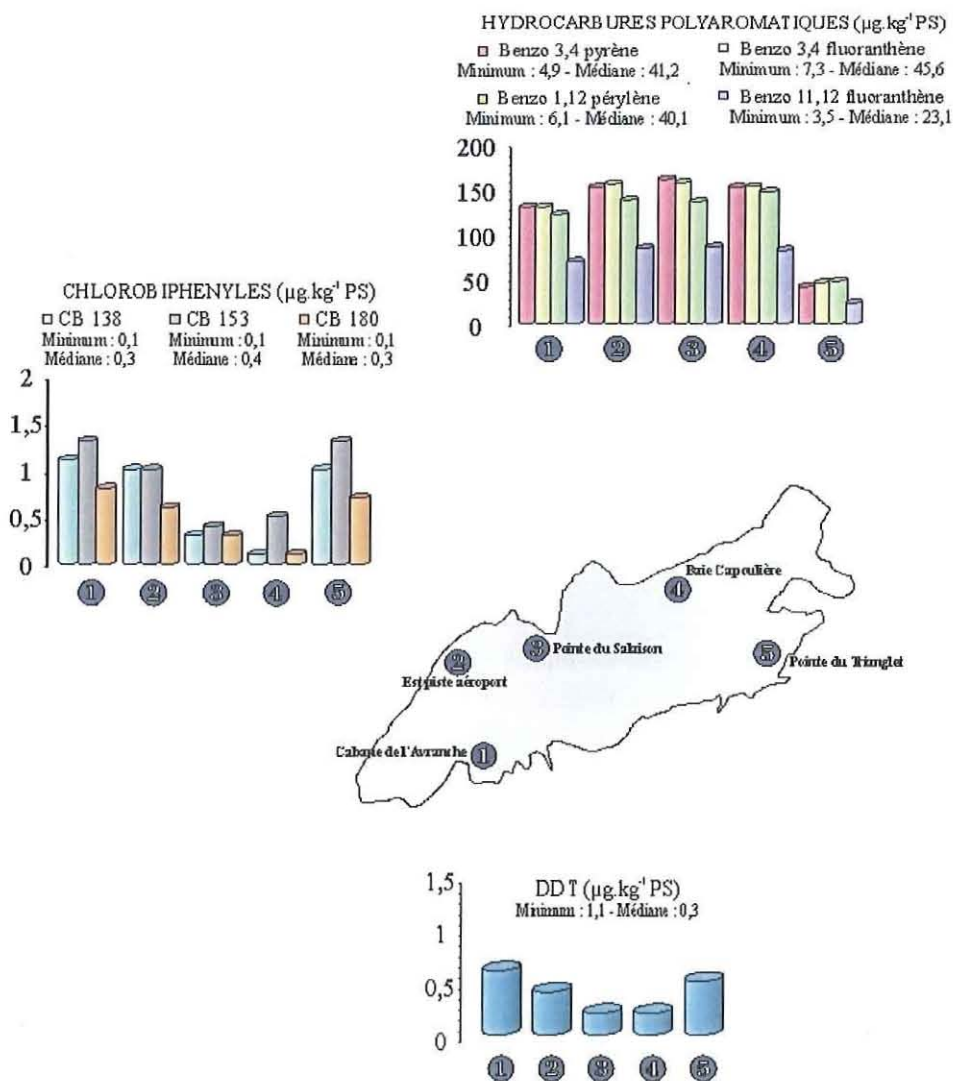 HYDROCARBURES POLYAROMATIQUES (µg.kg⁻¹ PS)
Benzo 3,4 pyrène
Minimum : 4,9 - Médiane : 41,2
Benzo 3,4 fluoranthène
Minimum : 7,3 - Médiane : 45,6
Benzo 1,12 pérylène
Minimum : 6,1 - Médiane : 40,1
Benzo 11,12 fluoranthène
Minimum : 3,5 - Médiane : 23,1
200
150
100
50
0
1 2 3 4 5
CHLOROBIPHENYLES (µg.kg⁻¹ PS)
CB 138 CB 153 CB 180
Minimum : 0,1 Minimum : 0,1 Minimum : 0,1
Médiane : 0,3 Médiane : 0,4 Médiane : 0,3
2
1,5
1
0,5
0
1 2 3 4 5
4 Baie Capoulière
3 Pointe du Salaison
5 Pointe du Trianglet
2
Est piste aéroport
Cabane de l'Avranche 1
DDT (µg.kg⁻¹ PS)
Minimum : 1,1 - Médiane : 0,3
1,5
1
0,5
0
1 2 3 4 5